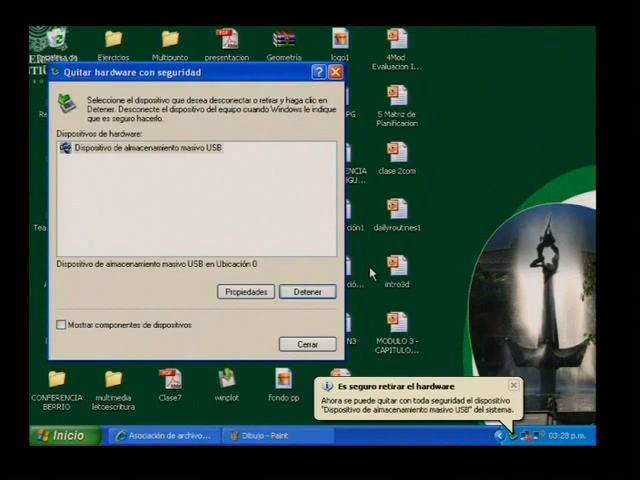 Ejercicios
Multipunto
presentacion
Geometría
logo1
4Mod
Evaluacion I...
Quitar hardware con seguridad
Seleccione el dispositivo que desea desconectar o retirar y haga clic en
Detener. Desconecte el dispositivo del equipo cuando Windows le indique
que es seguro hacerlo.
Dispositivos de hardware:
Dispositivo de almacenamiento masivo USB
Dispositivo de almacenamiento masivo USB en Ubicación 0
Propiedades
Detener
Mostrar componentes de dispositivos
Cerrar
5 Matriz de
Planificacion
clase 2com
dailyroutines1
intro3d
MODULO 3 -
CAPITULO...
CONFERENCIA
BERRIO
multimedia
letoescritura
Clase7
winplot
fondo pp
Es seguro retirar el hardware
Ahora se puede quitar con toda seguridad el dispositivo
"Dispositivo de almacenamiento masivo USB" del sistema.
Inicio
Asociación de archivo...
Dibujo - Paint
03:28 p.m.